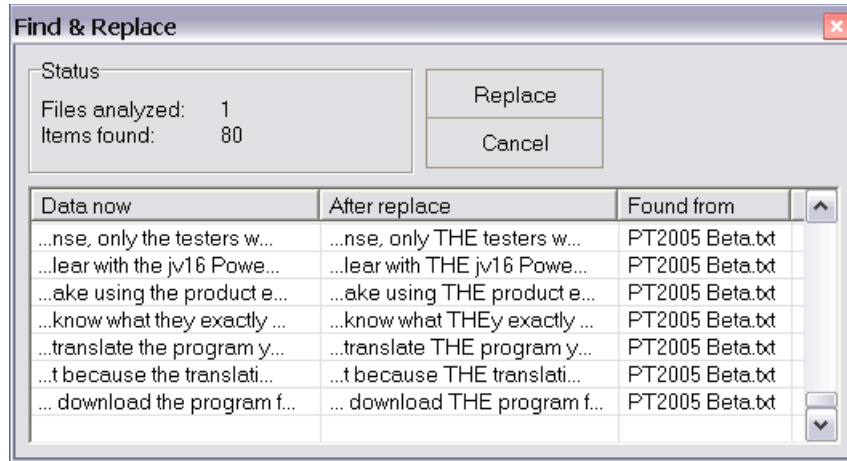 Find & Replace
Status
Files analyzed: 1
Items found: 80
Replace
Cancel
Data now After replace Found from
...nse, only the testers w... ...nse, only THE testers w... PT2005 Beta.txt
...lear with the jv16 Powe... ...lear with THE jv16 Powe... PT2005 Beta.txt
...ake using the product e... ...ake using THE product e... PT2005 Beta.txt
...know what they exactly ... ...know what THEy exactly ... PT2005 Beta.txt
...translate the program y... ...translate THE program y... PT2005 Beta.txt
...t because the translati... ...t because THE translati... PT2005 Beta.txt
... download the program f... ... download THE program f... PT2005 Beta.txt